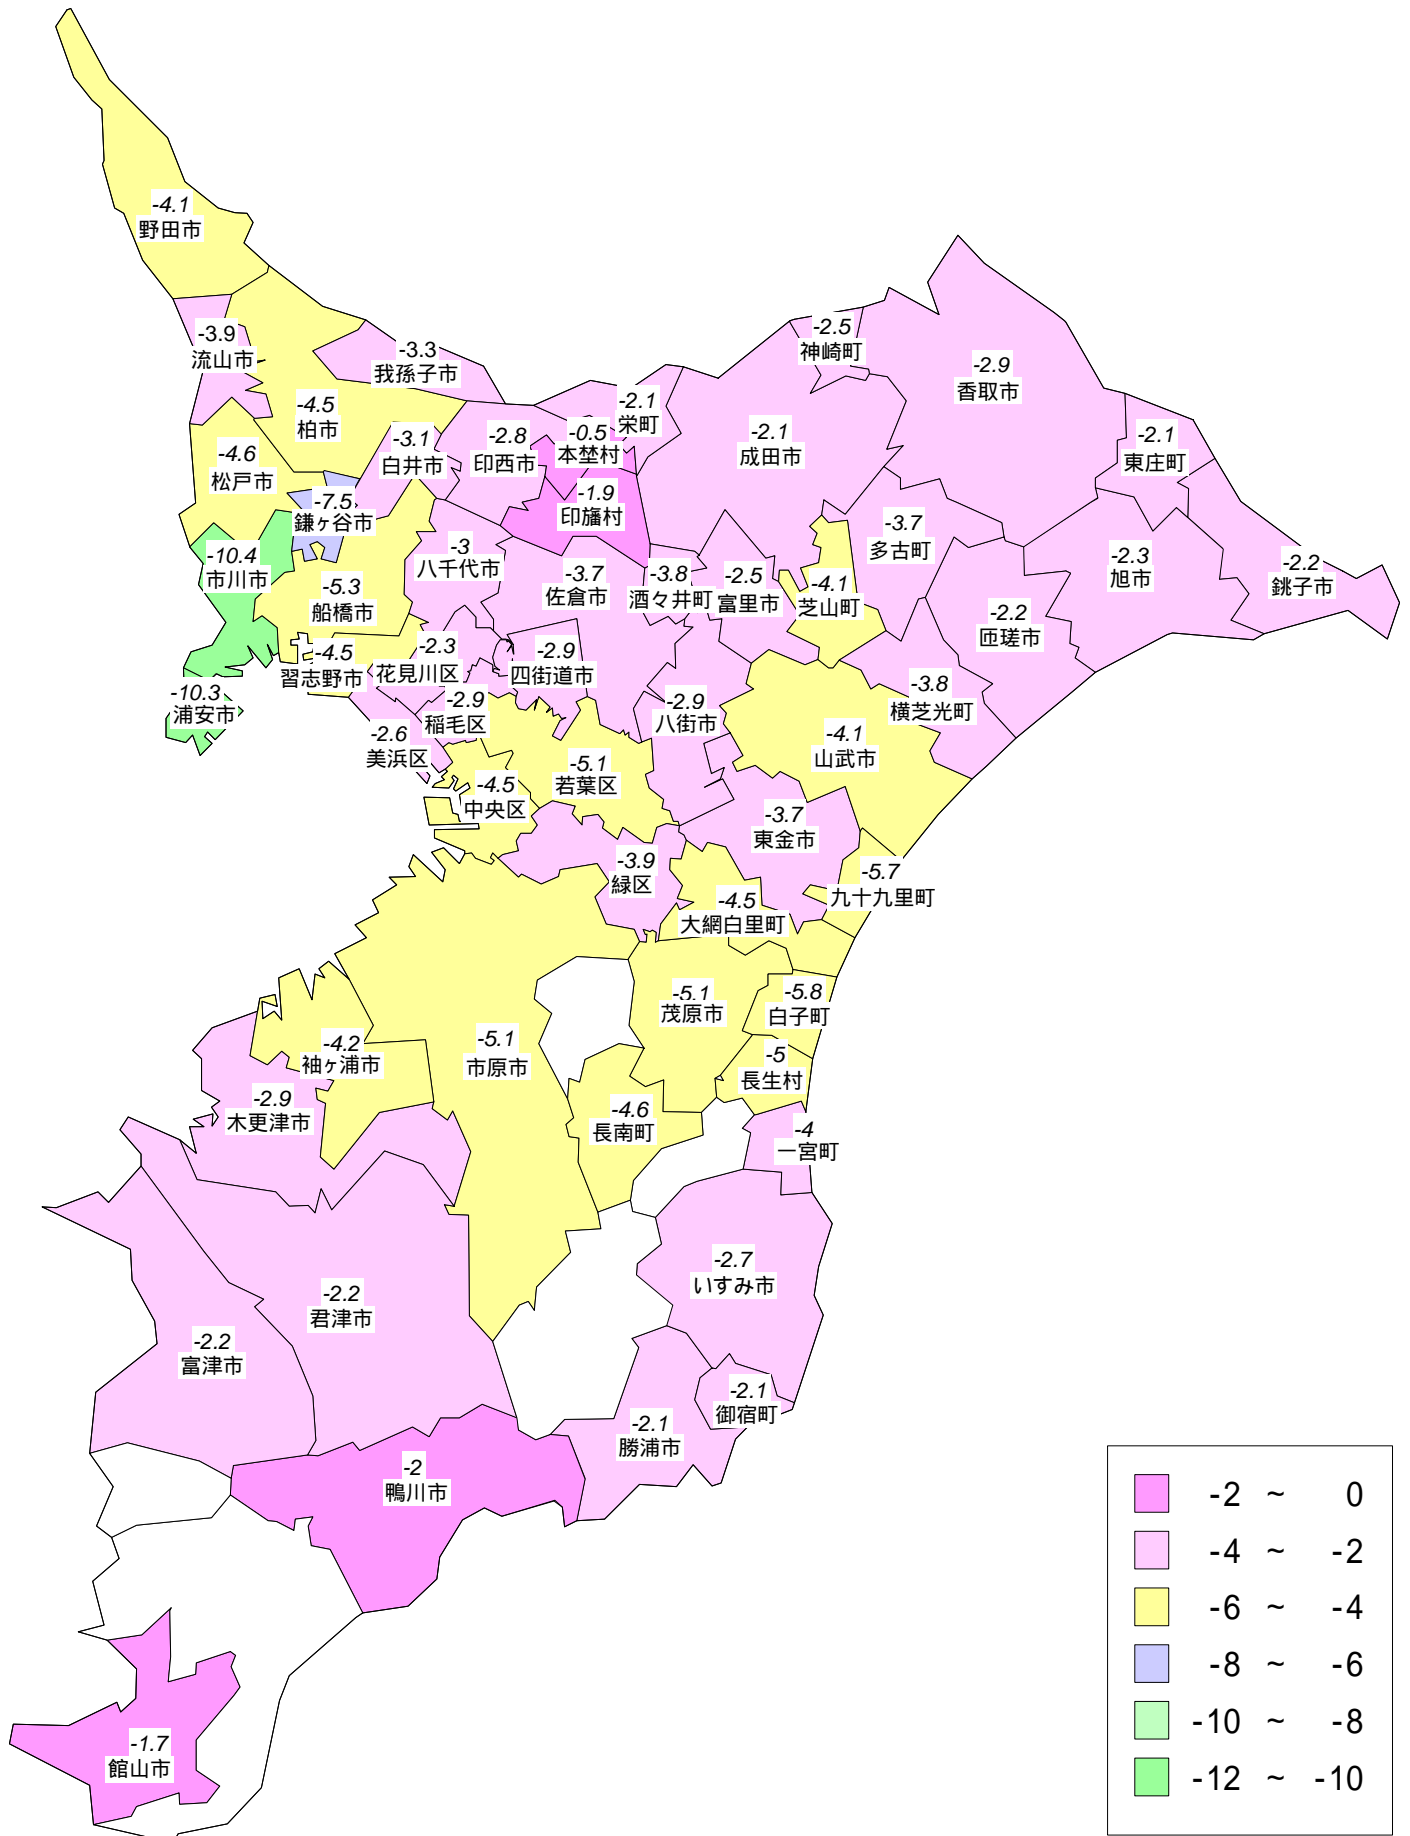 -4.1
野田市
-3.9
流山市
-3.3
我孫子市
-4.5
柏市
-2.5
神崎町
-2.9
香取市
-2.1
栄町
-2.1
成田市
-2.1
東庄町
-4.6
松戸市
-3.1
白井市
-2.8
印西市
-0.5
本埜村
-1.9
印旛村
-7.5
鎌ヶ谷市
-10.4
市川市
-5.3
船橋市
-3
八千代市
-3.7
佐倉市
-3.8
酒々井町
-2.5
富里市
-4.1
芝山町
-3.7
多古町
-2.3
旭市
-2.2
銚子市
-2.2
匝瑳市
-4.5
習志野市
-2.3
花見川区
-2.9
四街道市
-10.3
浦安市
-2.6
美浜区
-2.9
稲毛区
-2.9
八街市
-3.8
横芝光町
-4.1
山武市
-4.5
中央区
-5.1
若葉区
-3.7
東金市
-3.9
緑区
-4.5
大網白里町
-5.7
九十九里町
-5.1
茂原市
-5.8
白子町
-4.2
袖ヶ浦市
-5.1
市原市
-5
長生村
-2.9
木更津市
-4.6
長南町
-4
一宮町
-2.7
いすみ市
-2.2
君津市
-2.2
富津市
-2.1
御宿町
-2.1
勝浦市
-2
鴨川市
-1.7
館山市
-2 ~ 0
-4 ~ -2
-6 ~ -4
-8 ~ -6
-10 ~ -8
-12 ~ -10